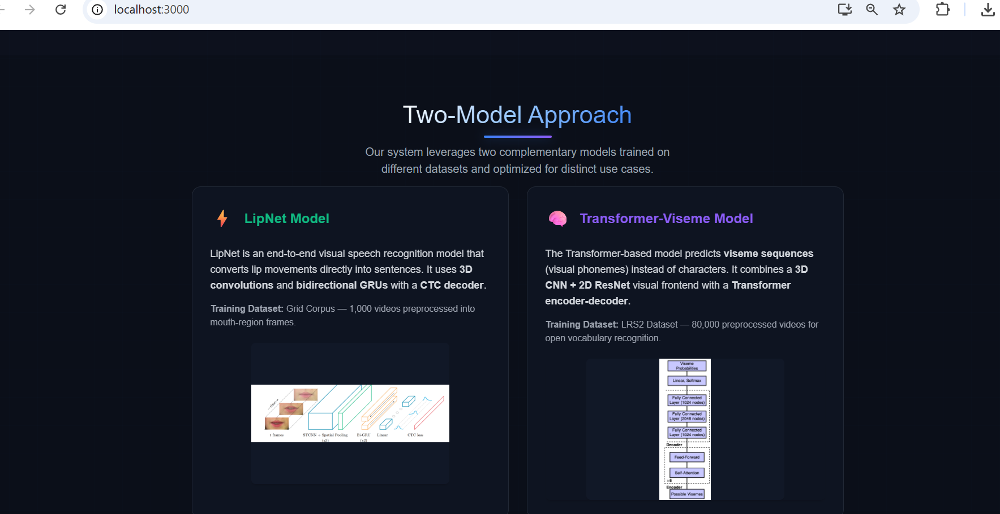 localhost:3000
Two-Model Approach
Our system leverages two complementary models trained on
different datasets and optimized for distinct use cases.
LipNet Model
LipNet is an end-to-end visual speech recognition model that
converts lip movements directly into sentences. It uses 3D
convolutions and bidirectional GRUs with a CTC decoder.
Training Dataset: Grid Corpus — 1,000 videos preprocessed into
mouth-region frames.
time
t frames
STCNN + Spatial Pooling
(x3)
Bi-GRU
(x2)
Linear
CTC loss
Transformer-Viseme Model
The Transformer-based model predicts viseme sequences
(visual phonemes) instead of characters. It combines a 3D
CNN + 2D ResNet visual frontend with a Transformer
encoder-decoder.
Training Dataset: LRS2 Dataset — 80,000 preprocessed videos for
open vocabulary recognition.
Viseme
Probabilities
Linear, Softmax
Fully Connected
Layer (1024 nodes)
Fully Connected
Layer (2048 nodes)
Fully Connected
Layer (1024 nodes)
Decoder
Feed-Forward
Self-Attention
x6
Encoder
Possible Visemes